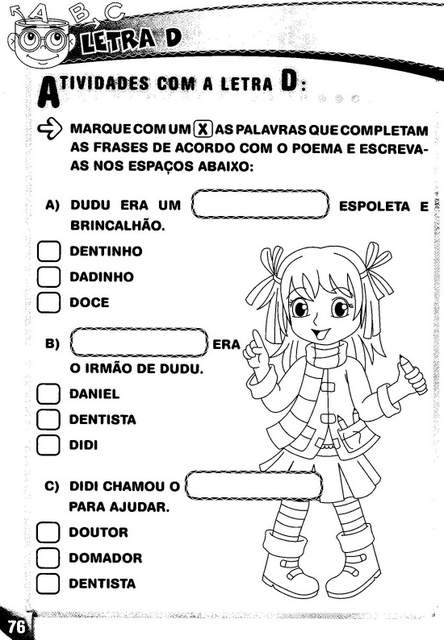 A B C
LETRA D
ATIVIDADES COM A LETRA D:
MARQUE COM UM X AS PALAVRAS QUE COMPLETAM
AS FRASES DE ACORDO COM O POEMA E ESCREVA-
AS NOS ESPAÇOS ABAIXO:
A) DUDU ERA UM ESPOLETA E
BRINCALHÃO.
DENTINHO
DADINHO
DOCE
B) ERA
O IRMÃO DE DUDU.
DANIEL
DENTISTA
DIDI
C) DIDI CHAMOU O
PARA AJUDAR.
DOUTOR
DOMADOR
DENTISTA
76